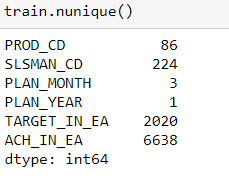 train.nunique()
PROD_CD 86
SLSMAN_CD 224
PLAN_MONTH 3
PLAN_YEAR 1
TARGET_IN_EA 2020
ACH_IN_EA 6638
dtype: int64